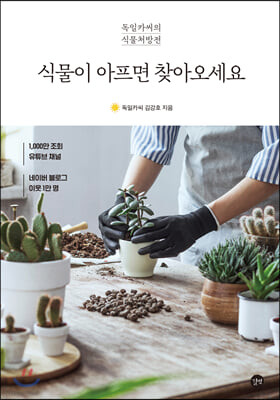 독일카씨의
식물처방전
식물이 아프면 찾아오세요
독일카씨 김강호 지음
1,000만 조회
유튜브 채널
네이버 블로그
이웃 1만 명
길벗